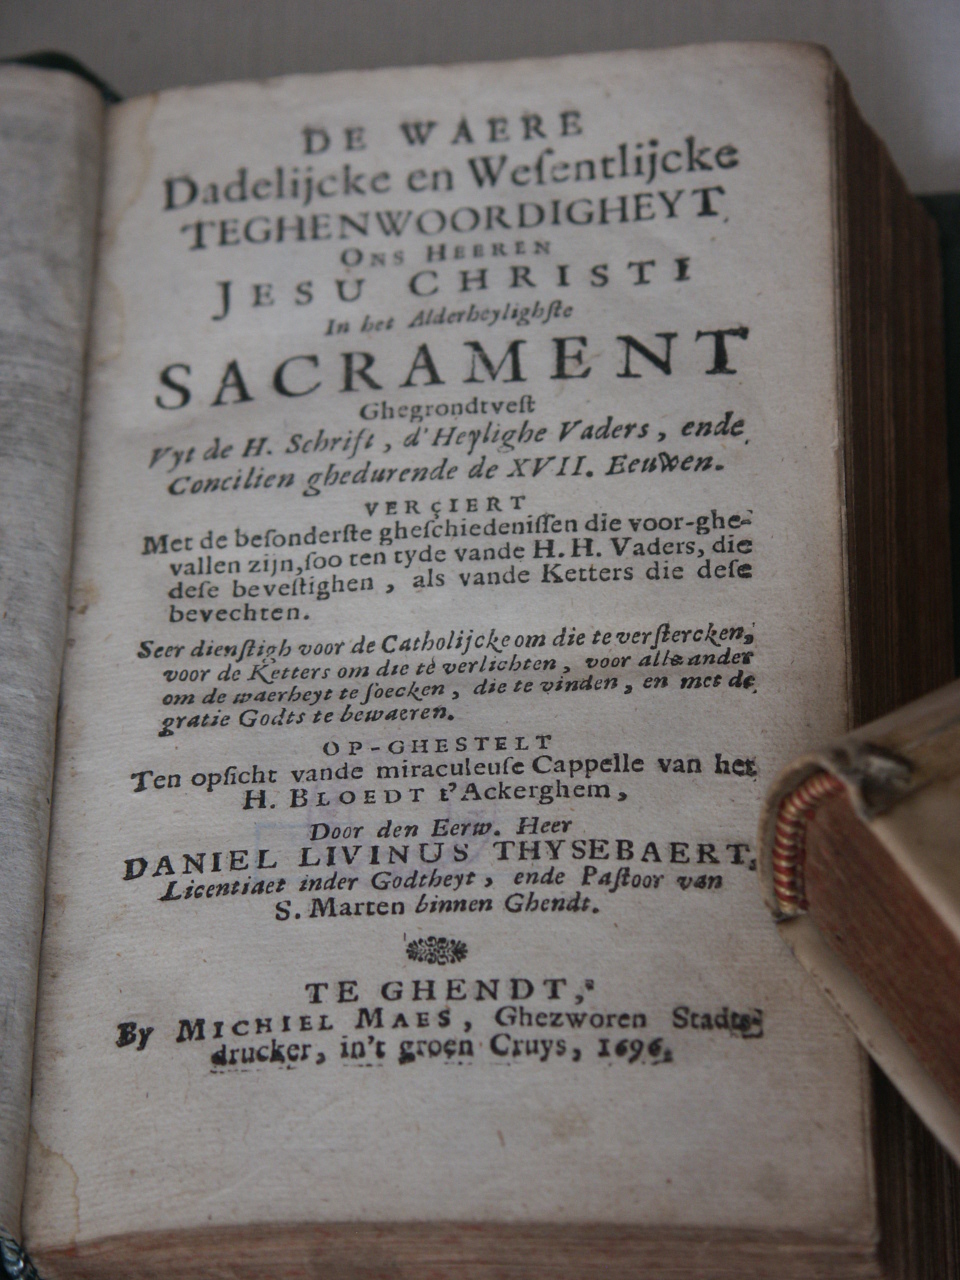 DE WAERE
Dadelijcke en Weſentlijcke
TEGHENWOORDIGHEYT
ONS HEEREN
JESU CHRISTI
In het Alderheylighſte
SACRAMENT
Ghegrondtveſt
Vyt de H. Schrift, d'Heylighe Vaders, ende
Concilien ghedurende de XVII. Eeuwen.
VERÇIERT
Met de beſonderſte gheſchiedeniſſen die voor-ghe-
vallen zijn, ſoo ten tyde vande H. H. Vaders, die
deſe beveſtighen, als vande Ketters die deſe
bevechten.
Seer dienſtigh voor de Catholijcke om die te verſtercken,
voor de Ketters om die te verlichten, voor alle ander
om de waerheyt te ſoecken, die te vinden, en met de
gratie Godts te bewaeren.
OP-GHESTELT
Ten opſicht vande miraculeuſe Cappelle van het
H. BLOEDT t'Ackerghem,
Door den Eerw. Heer
DANIEL LIVINUS THYSEBAERT,
Licentiaet inder Godtheyt, ende Paſtoor van
S. Marten binnen Ghendt.
TE GHENDT,
By MICHIEL MAES, Ghezworen Stadts-
drucker, in't groen Cruys, 1696.